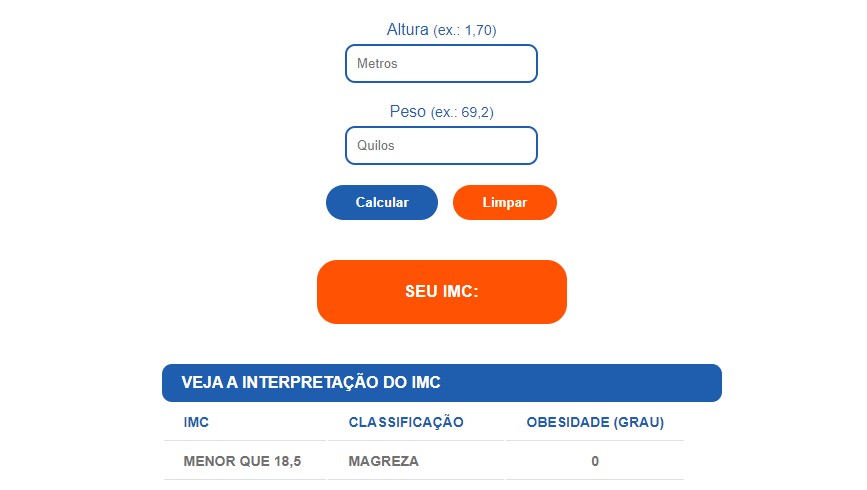 Altura (ex.: 1,70)
Metros
Peso (ex.: 69,2)
Quilos
Calcular Limpar
SEU IMC:
VEJA A INTERPRETAÇÃO DO IMC
IMC CLASSIFICAÇÃO OBESIDADE (GRAU)
MENOR QUE 18,5 MAGREZA 0